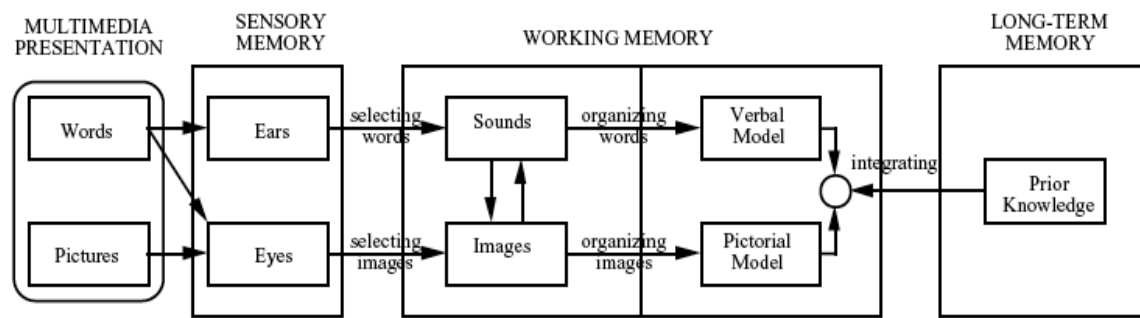 MULTIMEDIA
PRESENTATION
SENSORY
MEMORY
WORKING MEMORY
LONG-TERM
MEMORY
Words
Ears
selecting
words
Sounds
organizing
words
Verbal
Model
integrating
Prior
Knowledge
Pictures
Eyes
selecting
images
Images
organizing
images
Pictorial
Model